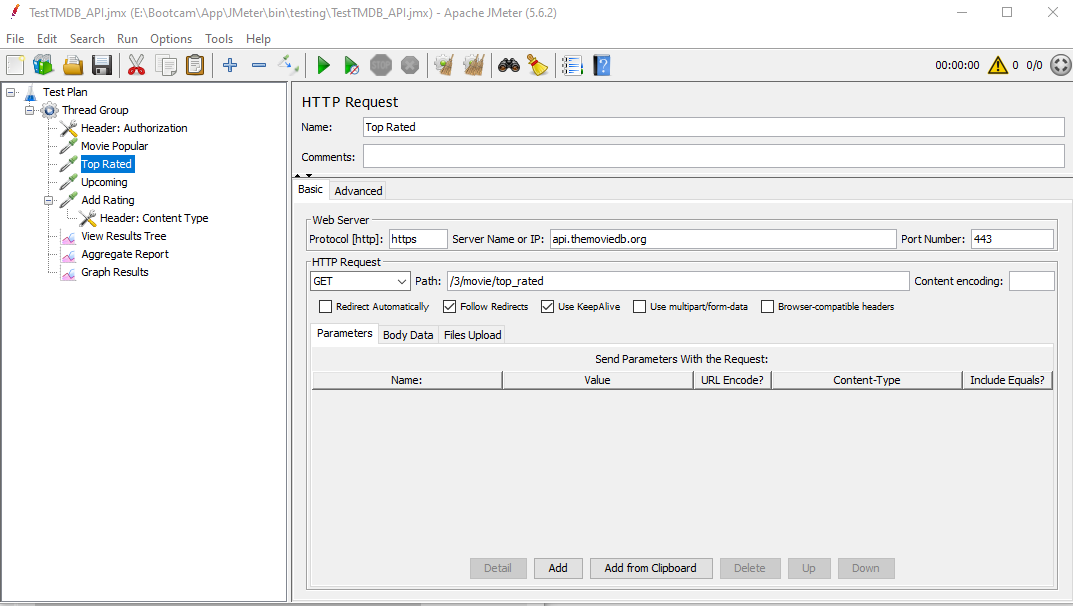 TestTMDB_API.jmx (E:\Bootcam\App\JMeter\bin\testing\TestTMDB_API.jmx) - Apache JMeter (5.6.2)
File Edit Search Run Options Tools Help
STOP 00:00:00 0 0/0
Test Plan
Thread Group
Header: Authorization
Movie Popular
Top Rated
Upcoming
Add Rating
Header: Content Type
View Results Tree
Aggregate Report
Graph Results
HTTP Request
Name: Top Rated
Comments:
Basic Advanced
Web Server
Protocol [http]: https Server Name or IP: api.themoviedb.org Port Number: 443
HTTP Request
GET Path: /3/movie/top_rated Content encoding:
Redirect Automatically Follow Redirects Use KeepAlive Use multipart/form-data Browser-compatible headers
Parameters Body Data Files Upload
Send Parameters With the Request:
Name: Value URL Encode? Content-Type Include Equals?
Detail Add Add from Clipboard Delete Up Down